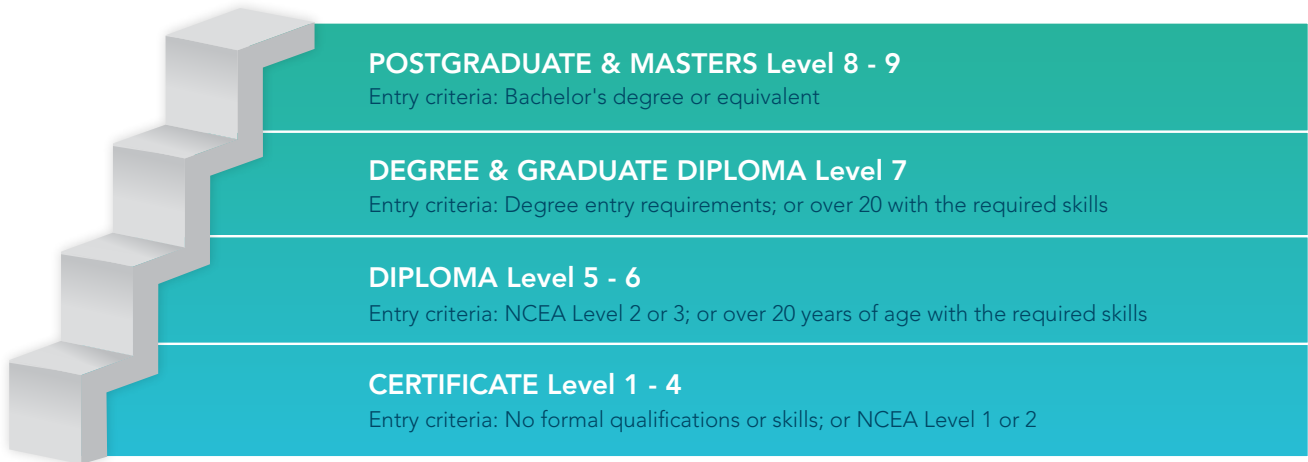 POSTGRADUATE & MASTERS Level 8 - 9
Entry criteria: Bachelor's degree or equivalent
DEGREE & GRADUATE DIPLOMA Level 7
Entry criteria: Degree entry requirements; or over 20 with the required skills
DIPLOMA Level 5 - 6
Entry criteria: NCEA Level 2 or 3; or over 20 years of age with the required skills
CERTIFICATE Level 1 - 4
Entry criteria: No formal qualifications or skills; or NCEA Level 1 or 2